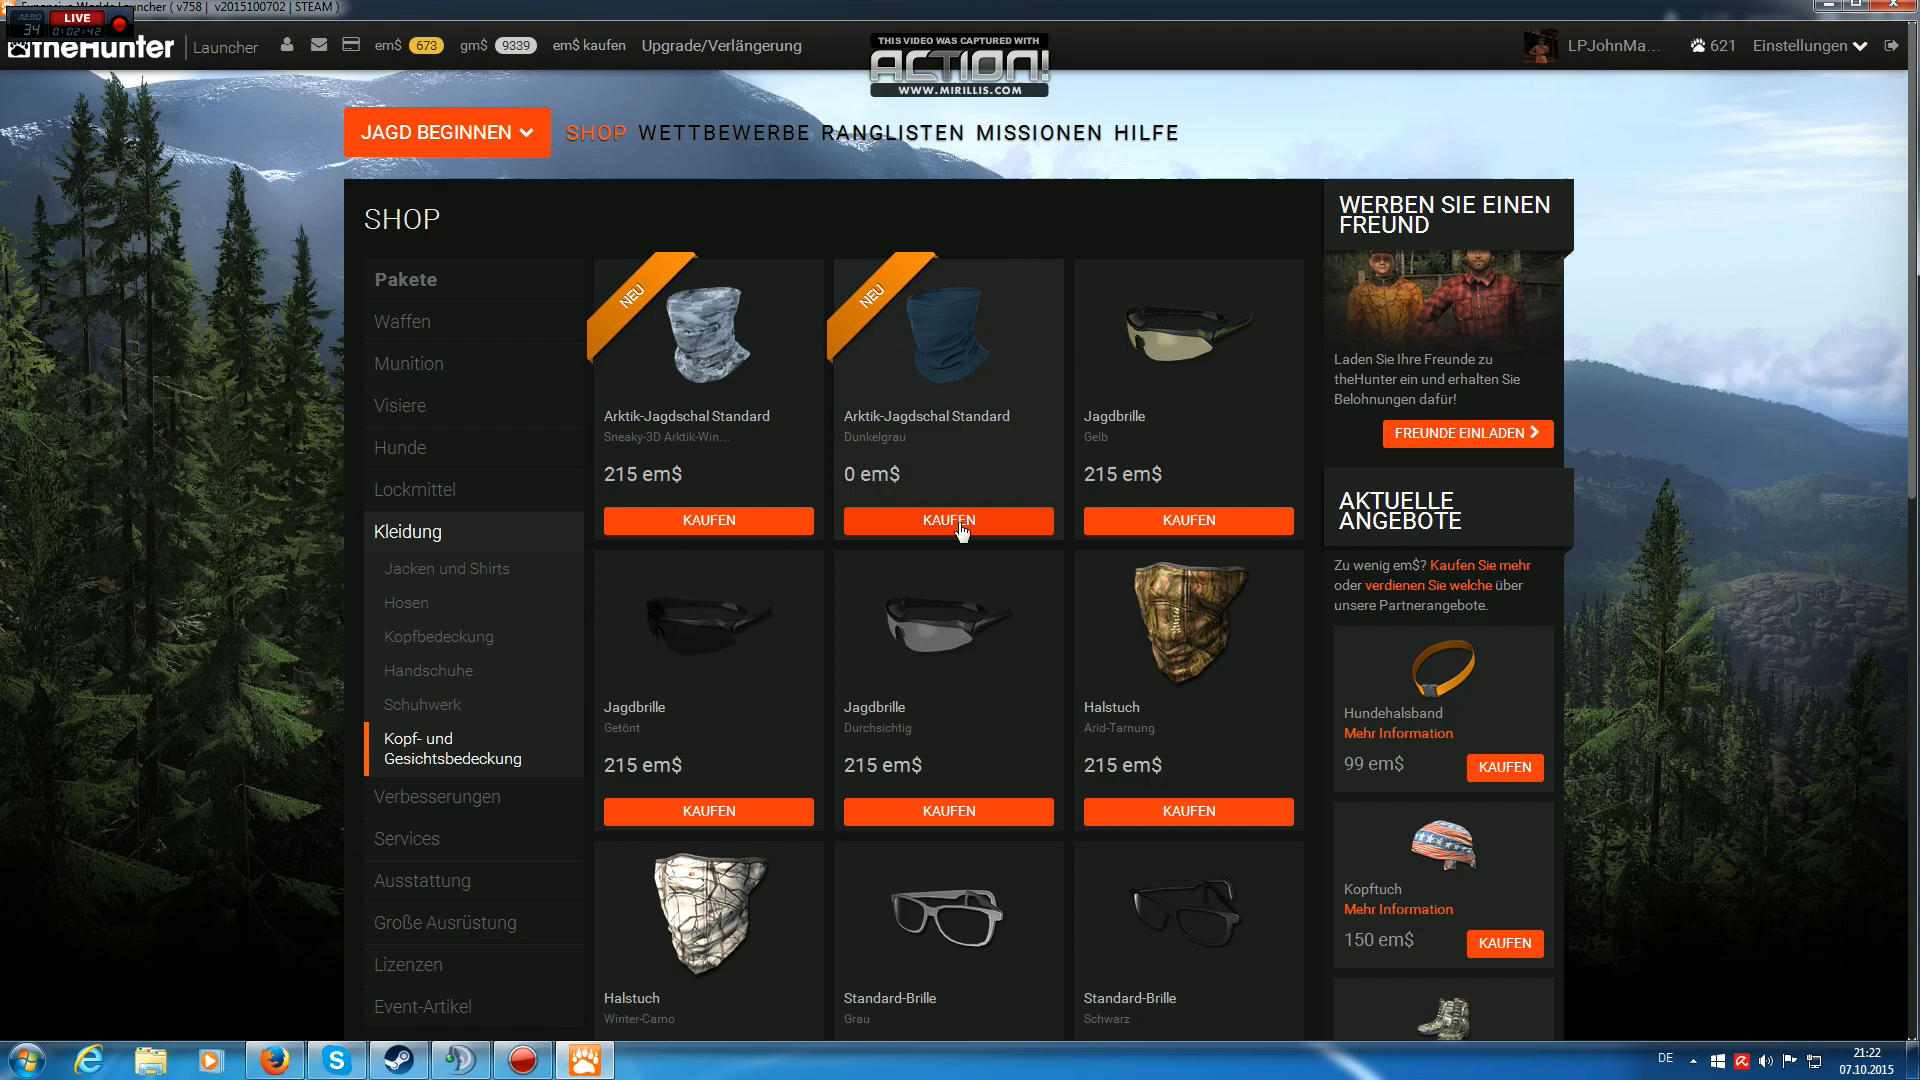 Launcher ( v758 | v2015100702 | STEAM )
AERO
34
LIVE
0:02:42
theHunter
Launcher
em$ 673
gm$ 9339
em$ kaufen
Upgrade/Verlängerung
THIS VIDEO WAS CAPTURED WITH
ACTION!
WWW.MIRILLIS.COM
LPJohnMa...
621
Einstellungen
JAGD BEGINNEN
SHOP WETTBEWERBE RANGLISTEN MISSIONEN HILFE
SHOP
Pakete
Waffen
Munition
Visiere
Hunde
Lockmittel
Kleidung
Jacken und Shirts
Hosen
Kopfbedeckung
Handschuhe
Schuhwerk
Kopf- und
Gesichtsbedeckung
Verbesserungen
Services
Ausstattung
Große Ausrüstung
Lizenzen
Event-Artikel
NEU
Arktik-Jagdschal Standard
Sneaky-3D Arktik-Win...
215 em$
KAUFEN
NEU
Arktik-Jagdschal Standard
Dunkelgrau
0 em$
KAUFEN
Jagdbrille
Gelb
215 em$
KAUFEN
Jagdbrille
Getönt
215 em$
KAUFEN
Jagdbrille
Durchsichtig
215 em$
KAUFEN
Halstuch
Arid-Tarnung
215 em$
KAUFEN
Halstuch
Winter-Camo
Standard-Brille
Grau
Standard-Brille
Schwarz
WERBEN SIE EINEN
FREUND
Laden Sie Ihre Freunde zu
theHunter ein und erhalten Sie
Belohnungen dafür!
FREUNDE EINLADEN
AKTUELLE
ANGEBOTE
Zu wenig em$? Kaufen Sie mehr
oder verdienen Sie welche über
unsere Partnerangebote.
Hundehalsband
Mehr Information
99 em$
KAUFEN
Kopftuch
Mehr Information
150 em$
KAUFEN
DE
21:22
07.10.2015